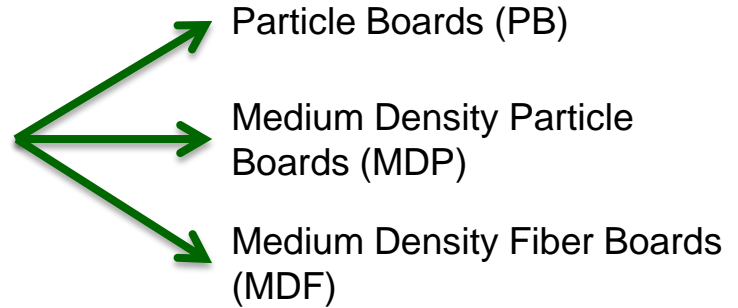 Particle Boards (PB)
Medium Density Particle
Boards (MDP)
Medium Density Fiber Boards
(MDF)